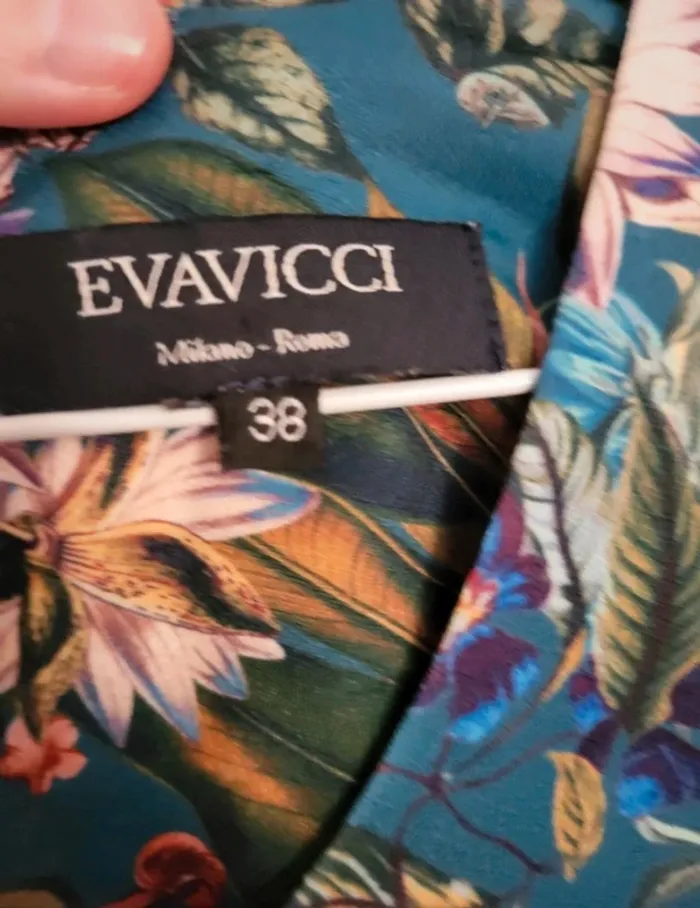 EVAVICCI
Milano - Roma
38